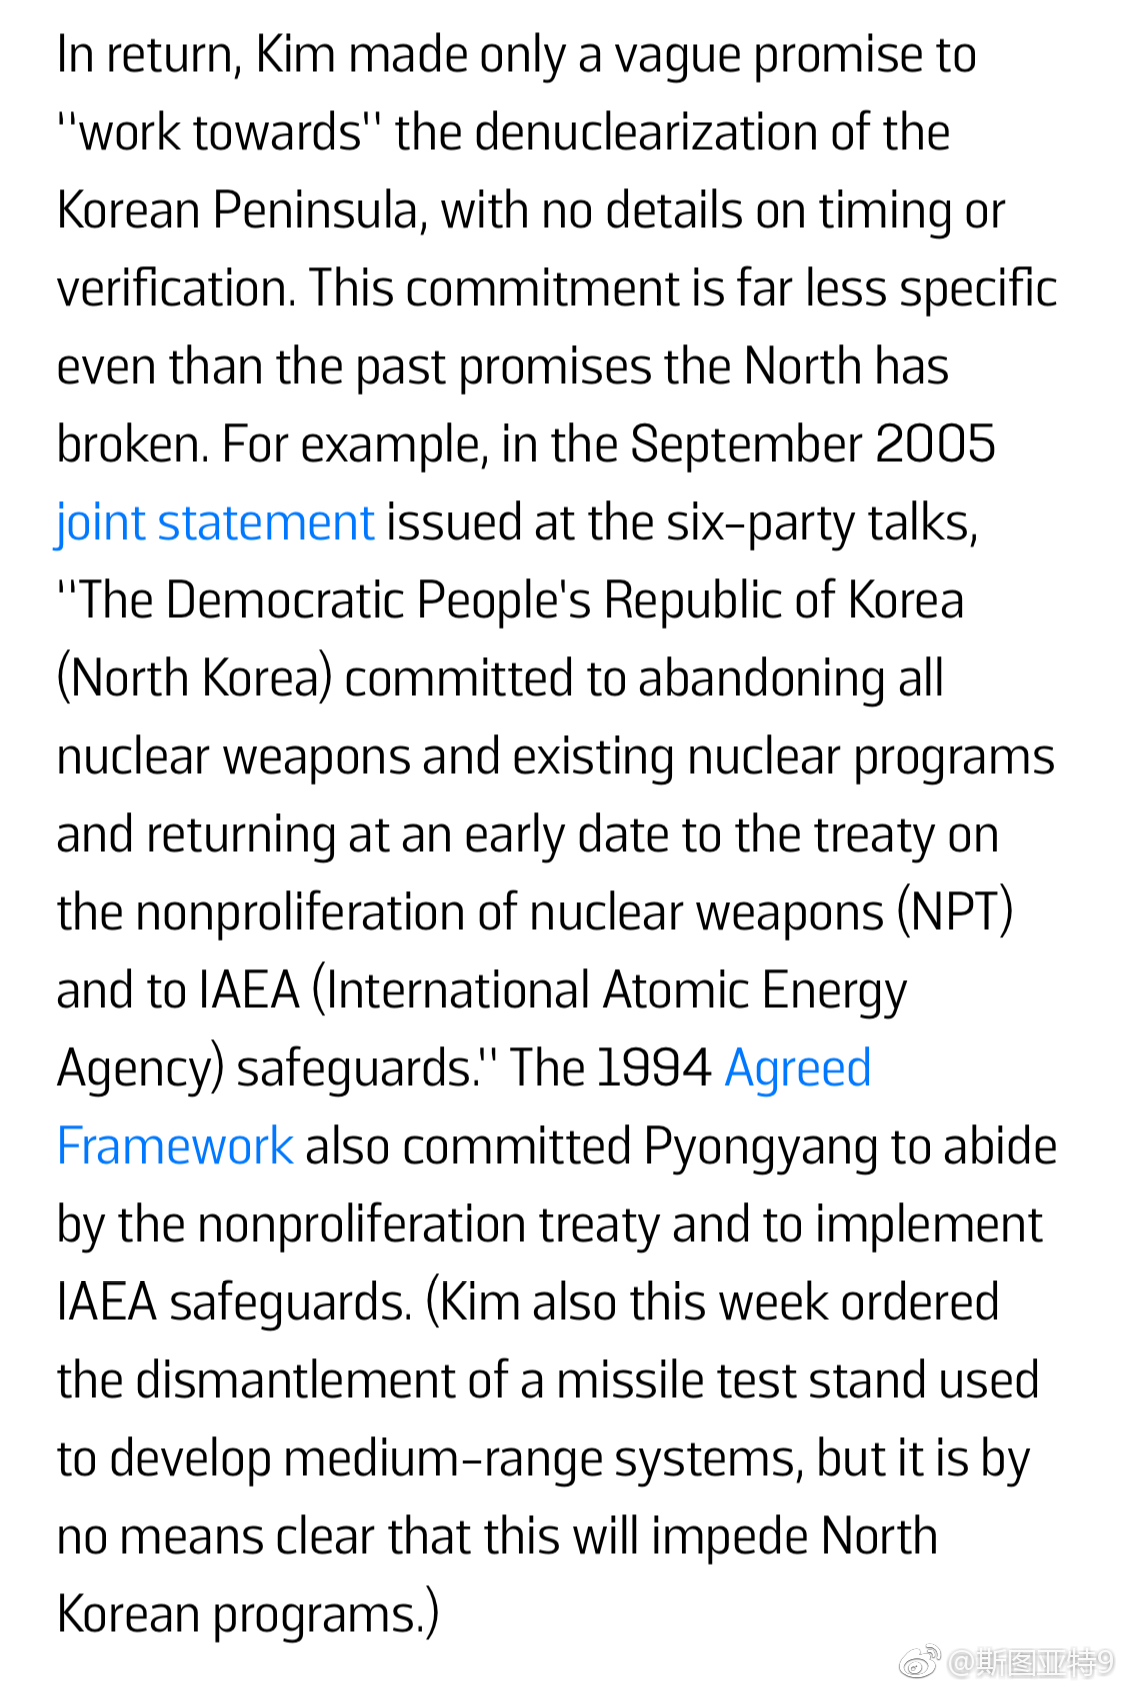 In return, Kim made only a vague promise to
"work towards" the denuclearization of the
Korean Peninsula, with no details on timing or
verification. This commitment is far less specific
even than the past promises the North has
broken. For example, in the September 2005
joint statement issued at the six-party talks,
"The Democratic People's Republic of Korea
(North Korea) committed to abandoning all
nuclear weapons and existing nuclear programs
and returning at an early date to the treaty on
the nonproliferation of nuclear weapons (NPT)
and to IAEA (International Atomic Energy
Agency) safeguards." The 1994 Agreed
Framework also committed Pyongyang to abide
by the nonproliferation treaty and to implement
IAEA safeguards. (Kim also this week ordered
the dismantlement of a missile test stand used
to develop medium-range systems, but it is by
no means clear that this will impede North
Korean programs.)
@斯图亚特9